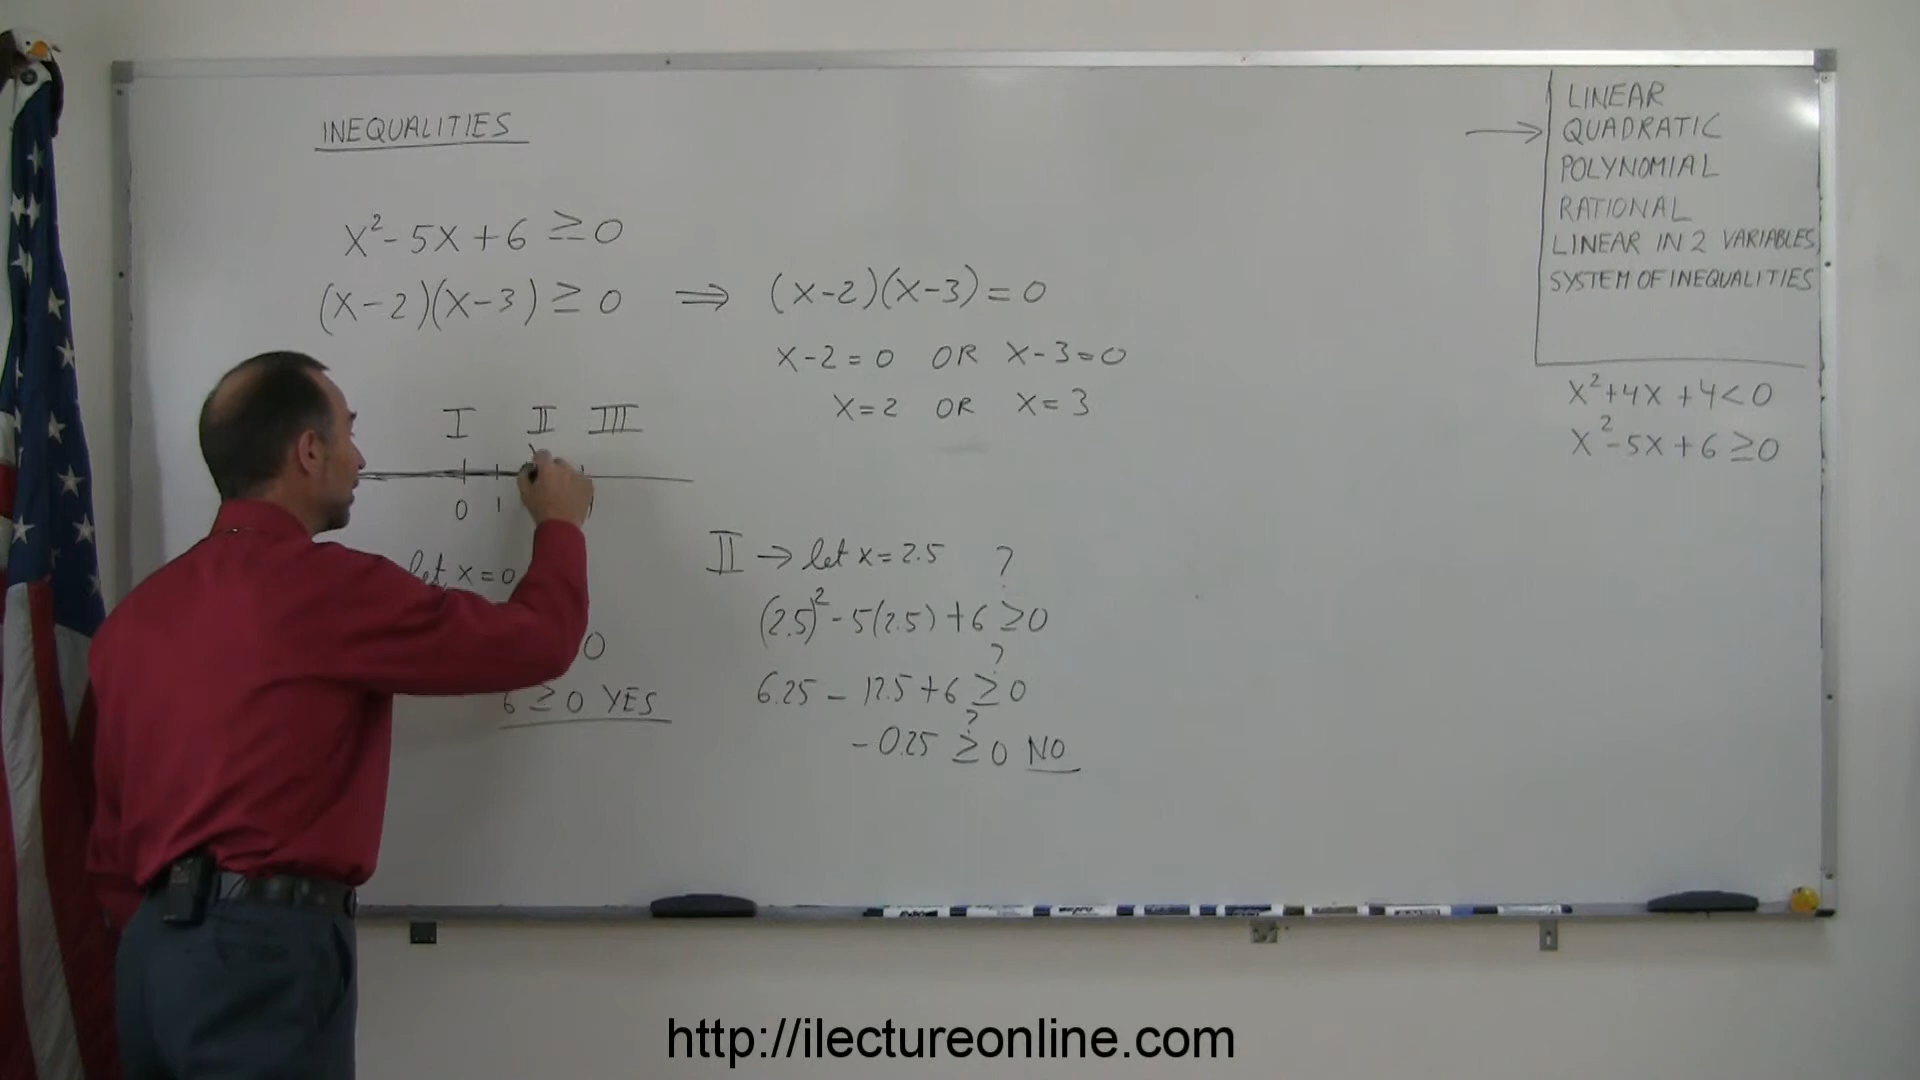 INEQUALITIES
x² - 5x + 6 ≥ 0
(x - 2)(x - 3) ≥ 0 ⇒ (x - 2)(x - 3) = 0
x - 2 = 0 OR x - 3 = 0
x = 2 OR x = 3
I II III
0 1
let x = 0
0
6 ≥ 0 YES
II → let x = 2.5
?
(2.5)² - 5(2.5) + 6 ≥ 0
?
6.25 - 12.5 + 6 ≥ 0
?
- 0.25 ≥ 0 NO
LINEAR
→ QUADRATIC
POLYNOMIAL
RATIONAL
LINEAR IN 2 VARIABLES
SYSTEM OF INEQUALITIES
x² + 4x + 4 < 0
x² - 5x + 6 ≥ 0
http://ilectureonline.com